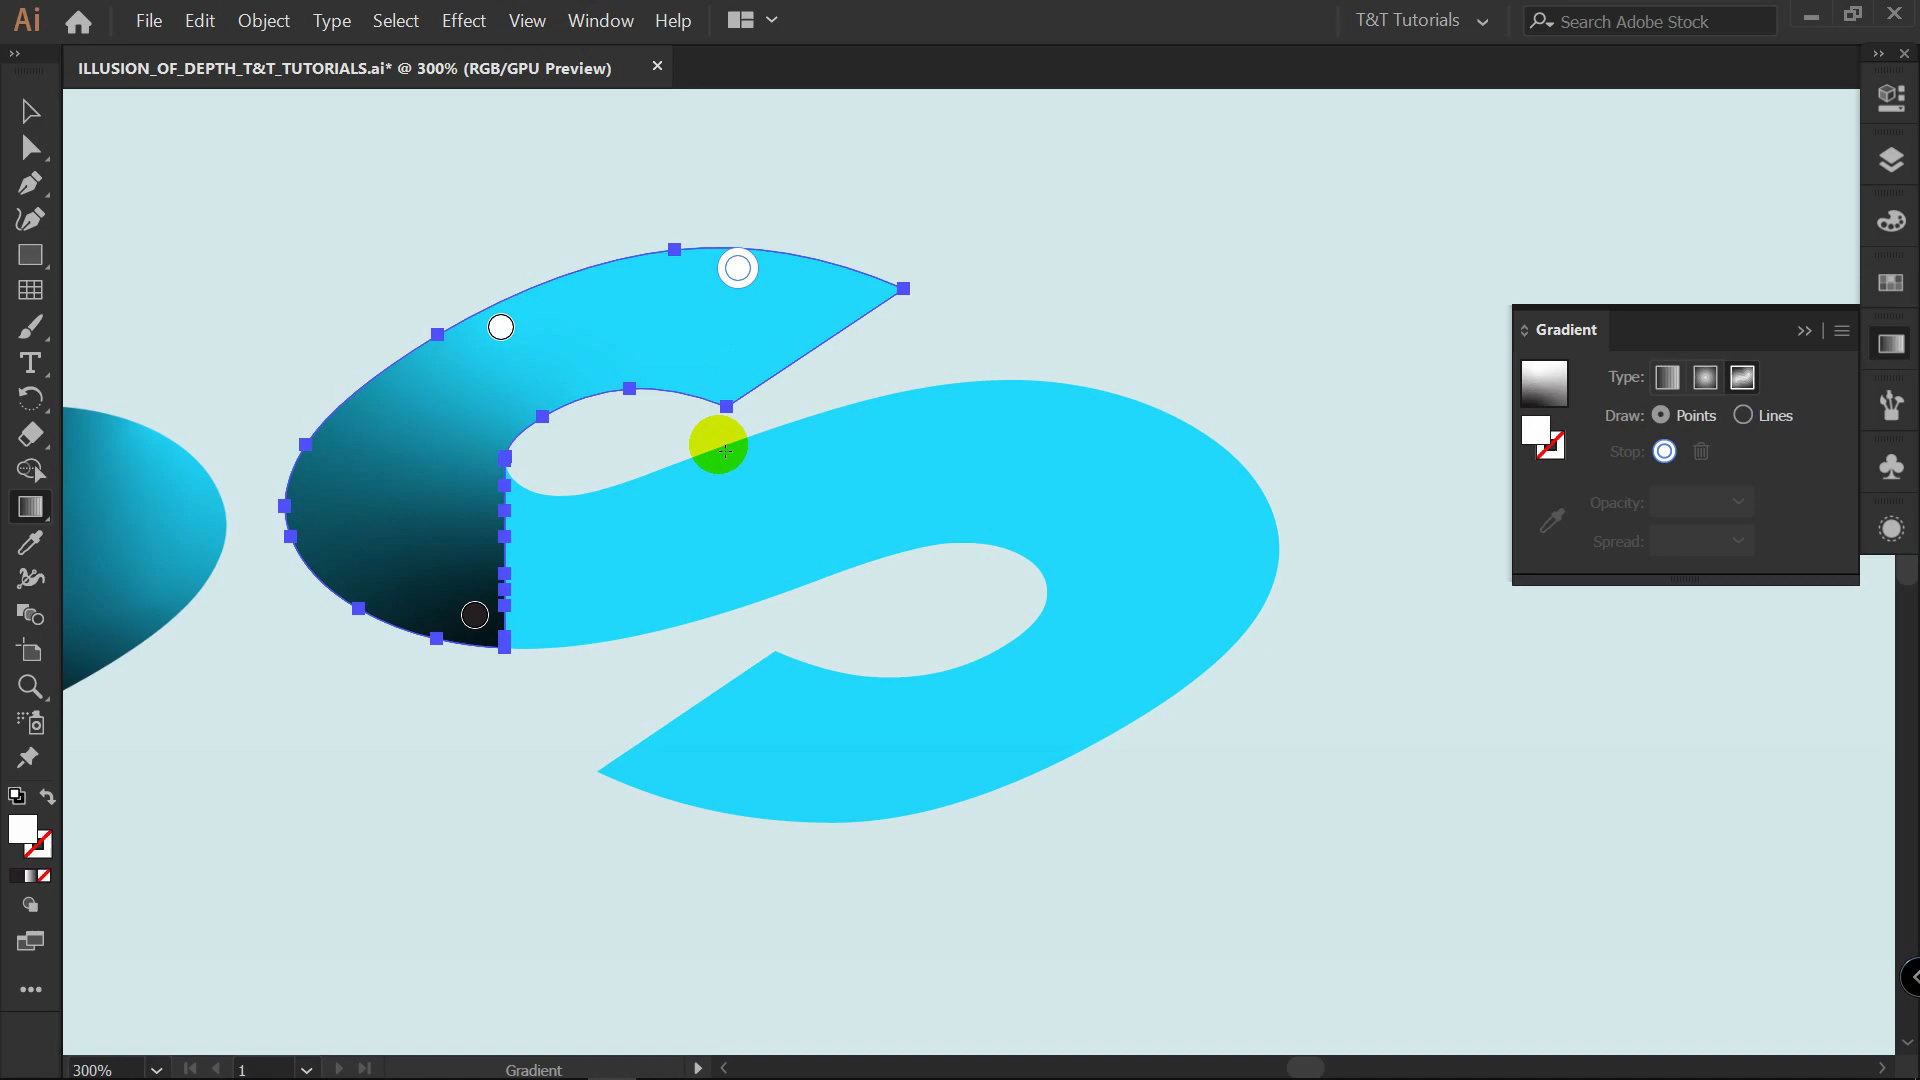 Ai File Edit Object Type Select Effect View Window Help T&T Tutorials Search Adobe Stock
ILLUSION_OF_DEPTH_T&T_TUTORIALS.ai* @ 300% (RGB/GPU Preview)
Gradient
Type:
Draw: Points Lines
Stop:
Opacity:
Spread:
300% 1 Gradient